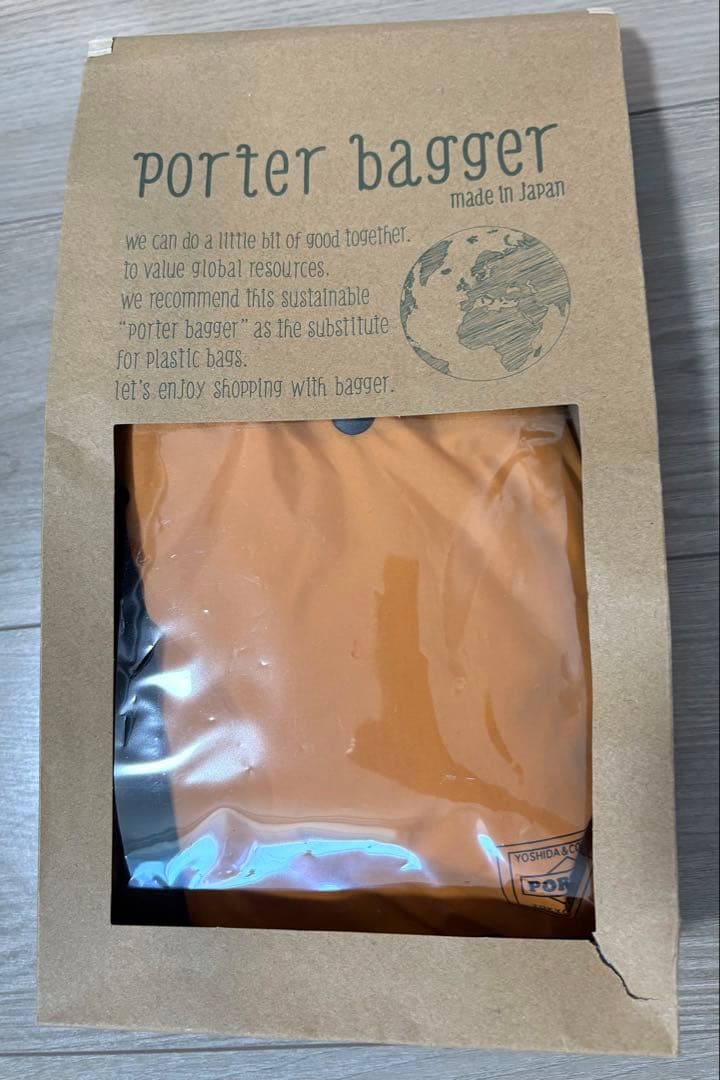 porter bagger
made in Japan
we can do a little bit of good together.
to value global resources.
we recommend this sustainable
"porter bagger" as the substitute
for plastic bags.
let's enjoy shopping with bagger.
YOSHIDA & CO
POR
TOKYO